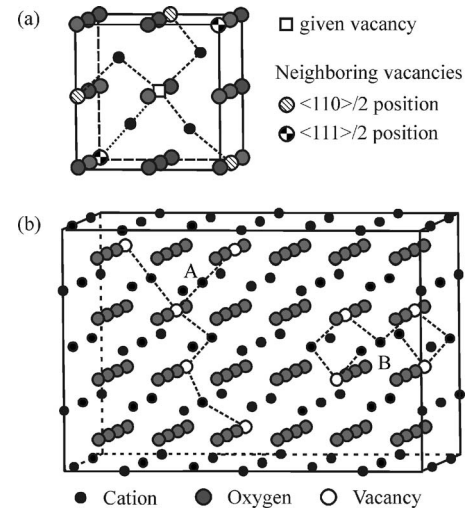 (a)
given vacancy
Neighboring vacancies
<110>/2 position
<111>/2 position
(b)
A
B
Cation
Oxygen
Vacancy